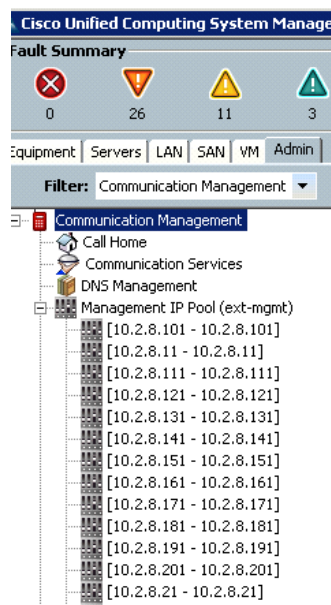 Cisco Unified Computing System Manage
Fault Summary
0 26 11 3
Equipment Servers LAN SAN VM Admin
Filter: Communication Management
Communication Management
Call Home
Communication Services
DNS Management
Management IP Pool (ext-mgmt)
[10.2.8.101 - 10.2.8.101]
[10.2.8.11 - 10.2.8.11]
[10.2.8.111 - 10.2.8.111]
[10.2.8.121 - 10.2.8.121]
[10.2.8.131 - 10.2.8.131]
[10.2.8.141 - 10.2.8.141]
[10.2.8.151 - 10.2.8.151]
[10.2.8.161 - 10.2.8.161]
[10.2.8.171 - 10.2.8.171]
[10.2.8.181 - 10.2.8.181]
[10.2.8.191 - 10.2.8.191]
[10.2.8.201 - 10.2.8.201]
[10.2.8.21 - 10.2.8.21]